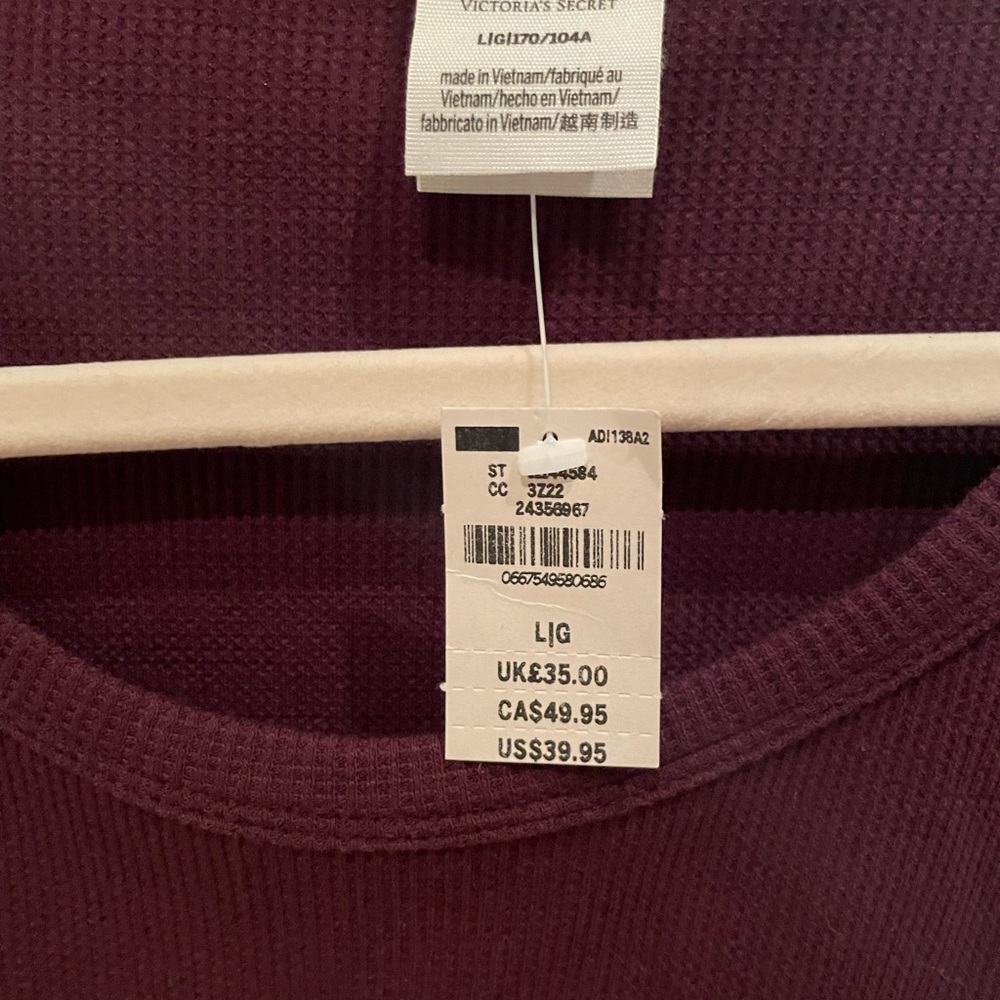 VICTORIA'S SECRET
L|G|170/104A
made in Vietnam/fabriqué au
Vietnam/hecho en Vietnam/
fabbricato in Vietnam/越南制造
ADI138A2
ST
CC 3Z22
24356967
0667549580686
L|G
UK£35.00
CA$49.95
US$39.95